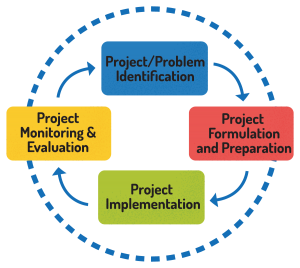 Project/Problem
Identification
Project
Formulation
and Preparation
Project
Implementation
Project
Monitoring &
Evaluation